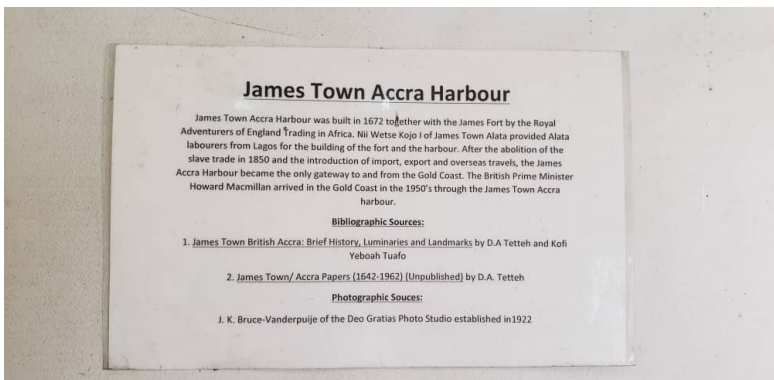 James Town Accra Harbour
James Town Accra Harbour was built in 1672 together with the James Fort by the Royal
Adventurers of England Trading in Africa. Nii Wetse Kojo I of James Town Alata provided Alata
labourers from Lagos for the building of the fort and the harbour. After the abolition of the
slave trade in 1850 and the introduction of import, export and overseas travels, the James
Accra Harbour became the only gateway to and from the Gold Coast. The British Prime Minister
Howard Macmillan arrived in the Gold Coast in the 1950's through the James Town Accra
harbour.
Bibliographic Sources:
1. James Town British Accra: Brief History, Luminaries and Landmarks by D.A Tetteh and Kofi
Yeboah Tuafo
2. James Town/ Accra Papers (1642-1962) (Unpublished) by D.A. Tetteh
Photographic Souces:
J. K. Bruce-Vanderpuije of the Deo Gratias Photo Studio established in1922